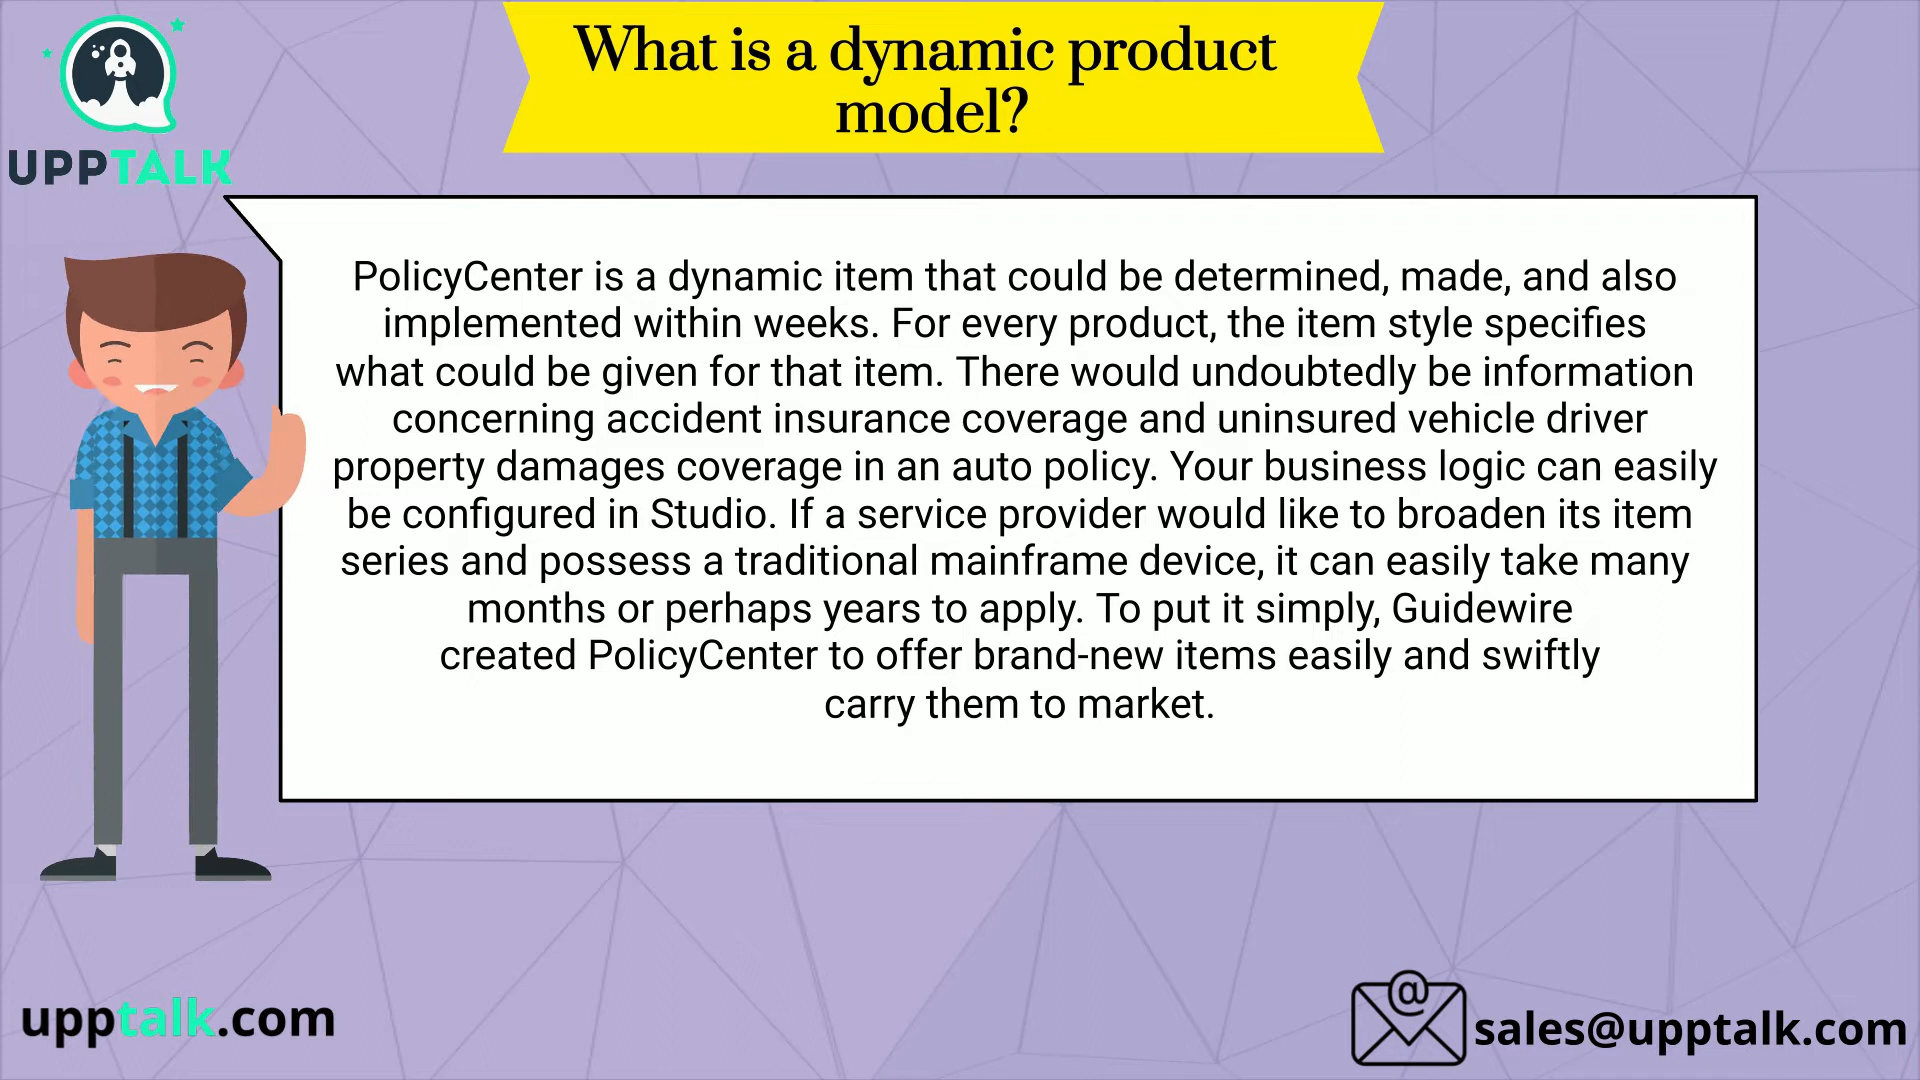 What is a dynamic product
model?
UPPTALK
PolicyCenter is a dynamic item that could be determined, made, and also
implemented within weeks. For every product, the item style specifies
what could be given for that item. There would undoubtedly be information
concerning accident insurance coverage and uninsured vehicle driver
property damages coverage in an auto policy. Your business logic can easily
be configured in Studio. If a service provider would like to broaden its item
series and possess a traditional mainframe device, it can easily take many
months or perhaps years to apply. To put it simply, Guidewire
created PolicyCenter to offer brand-new items easily and swiftly
carry them to market.
upptalk.com
@
sales@upptalk.com